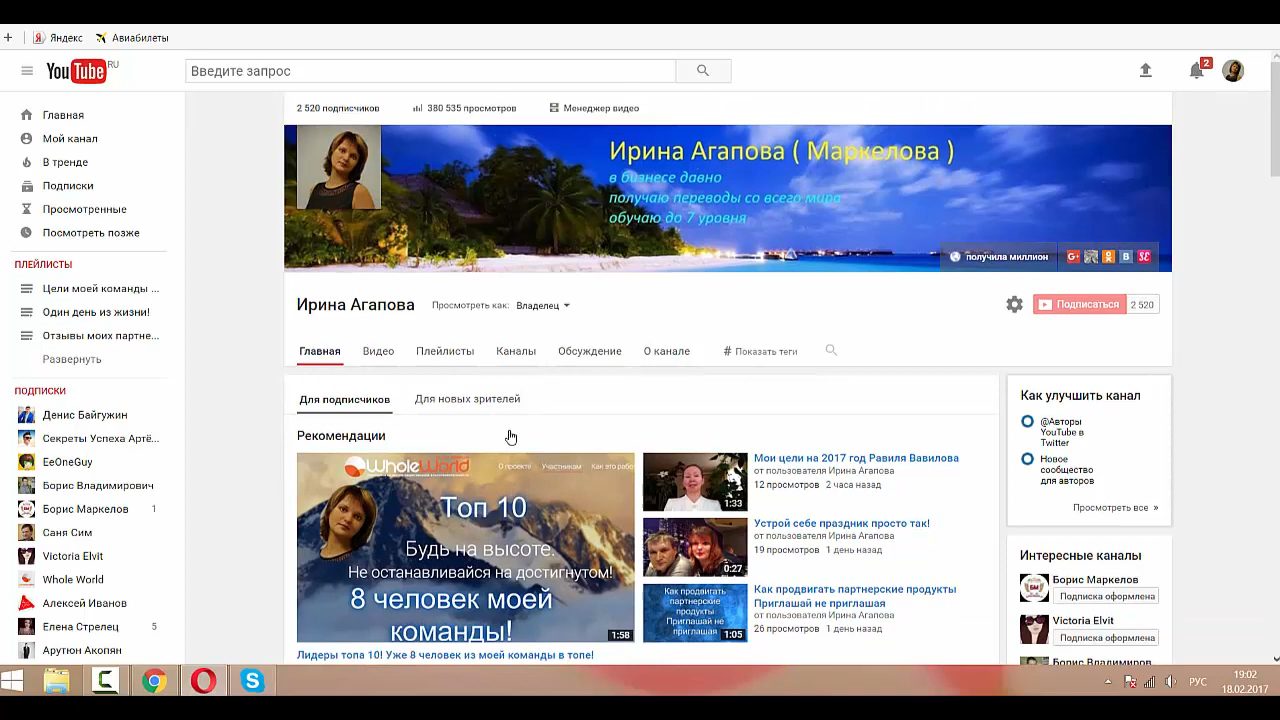 Яндекс
Авиабилеты
YouTube RU
Введите запрос
2
Главная
Мой канал
В тренде
Подписки
Просмотренные
Посмотреть позже
ПЛЕЙЛИСТЫ
Цели моей команды ...
Один день из жизни!
Отзывы моих партне...
Развернуть
ПОДПИСКИ
Денис Байгужин
Секреты Успеха Артё...
EeOneGuy
Борис Владимирович
Борис Маркелов 1
Саня Сим
Victoria Elvit
Whole World
Алексей Иванов
Елена Стрелец 5
Арутюн Акопян
2 520 подписчиков
380 535 просмотров
Менеджер видео
Ирина Агапова ( Маркелова )
в бизнесе давно
получаю переводы со всего мира
обучаю до 7 уровня
получила миллион
Ирина Агапова
Просмотреть как: Владелец
Подписаться 2 520
Главная
Видео
Плейлисты
Каналы
Обсуждение
О канале
# Показать теги
Для подписчиков
Для новых зрителей
Рекомендации
WholeWorld
О проекте
Участникам
Как это рабо
Топ 10
Будь на высоте.
Не останавливайся на достигнутом!
8 человек моей
команды!
1:58
Лидеры топа 10! Уже 8 человек из моей команды в топе!
1:33
Мои цели на 2017 год Равиля Вавилова
от пользователя Ирина Агапова
12 просмотров 2 часа назад
0:27
Устрой себе праздник просто так!
от пользователя Ирина Агапова
19 просмотров 1 день назад
Как продвигать
партнерские
продукты
Приглашай не
приглашая
1:05
Как продвигать партнерские продукты
Приглашай не приглашая
от пользователя Ирина Агапова
26 просмотров 1 день назад
Как улучшить канал
@Авторы
YouTube в
Twitter
Новое
сообщество
для авторов
Просмотреть все »
Интересные каналы
Борис Маркелов
Подписка оформлена
Victoria Elvit
Подписка оформлена
Борис Владимиров
РУС
19:02
18.02.2017